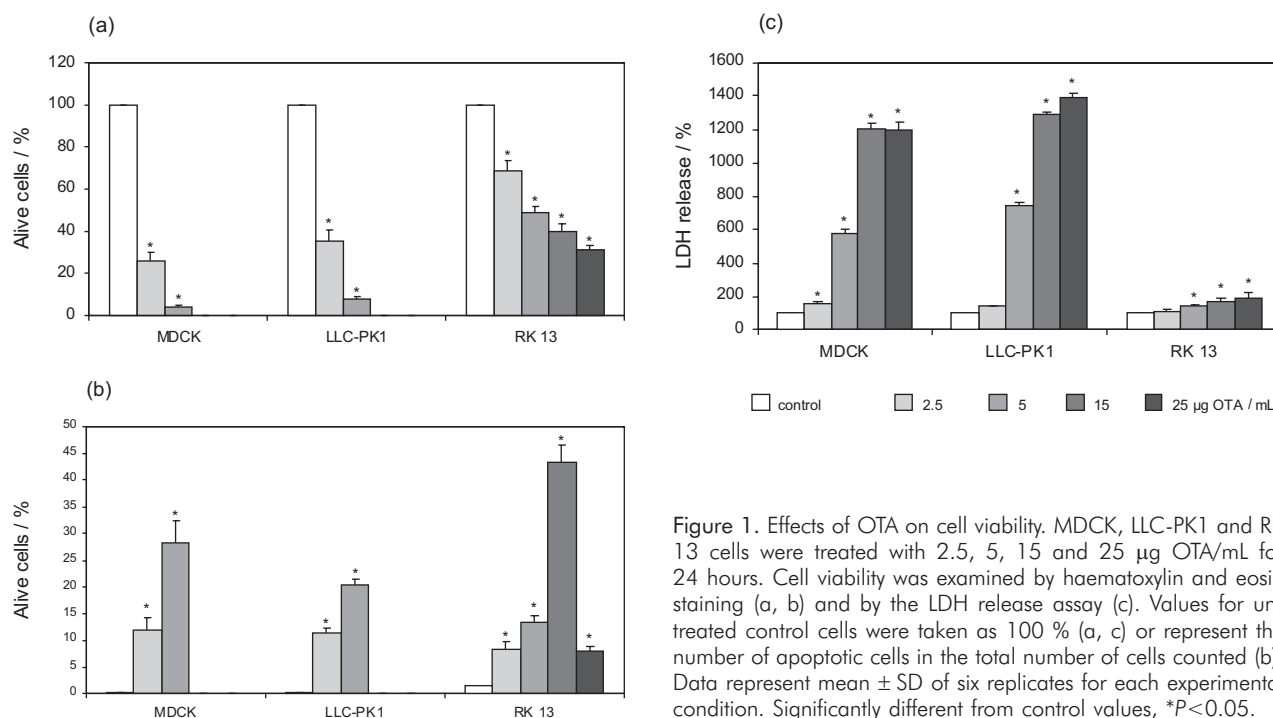 (a)
120
100
80
60
40
20
0
Alive cells / %
* * * * * * * *
MDCK LLC-PK1 RK 13
(b)
50
45
40
35
30
25
20
15
10
5
0
Alive cells / %
* * * * * * * *
MDCK LLC-PK1 RK 13
(c)
1600
1400
1200
1000
800
600
400
200
0
LDH release / %
* * * * * * * * * * *
MDCK LLC-PK1 RK 13
control 2.5 5 15 25 µg OTA / mL
Figure 1. Effects of OTA on cell viability. MDCK, LLC-PK1 and R
13 cells were treated with 2.5, 5, 15 and 25 µg OTA/mL fo
24 hours. Cell viability was examined by haematoxylin and eosi
staining (a, b) and by the LDH release assay (c). Values for un
treated control cells were taken as 100 % (a, c) or represent th
number of apoptotic cells in the total number of cells counted (b)
Data represent mean ± SD of six replicates for each experimenta
condition. Significantly different from control values, *P<0.05.